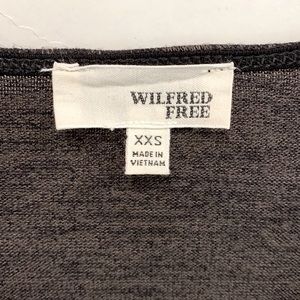 WILFRED
FREE
XXS
MADE IN
VIETNAM